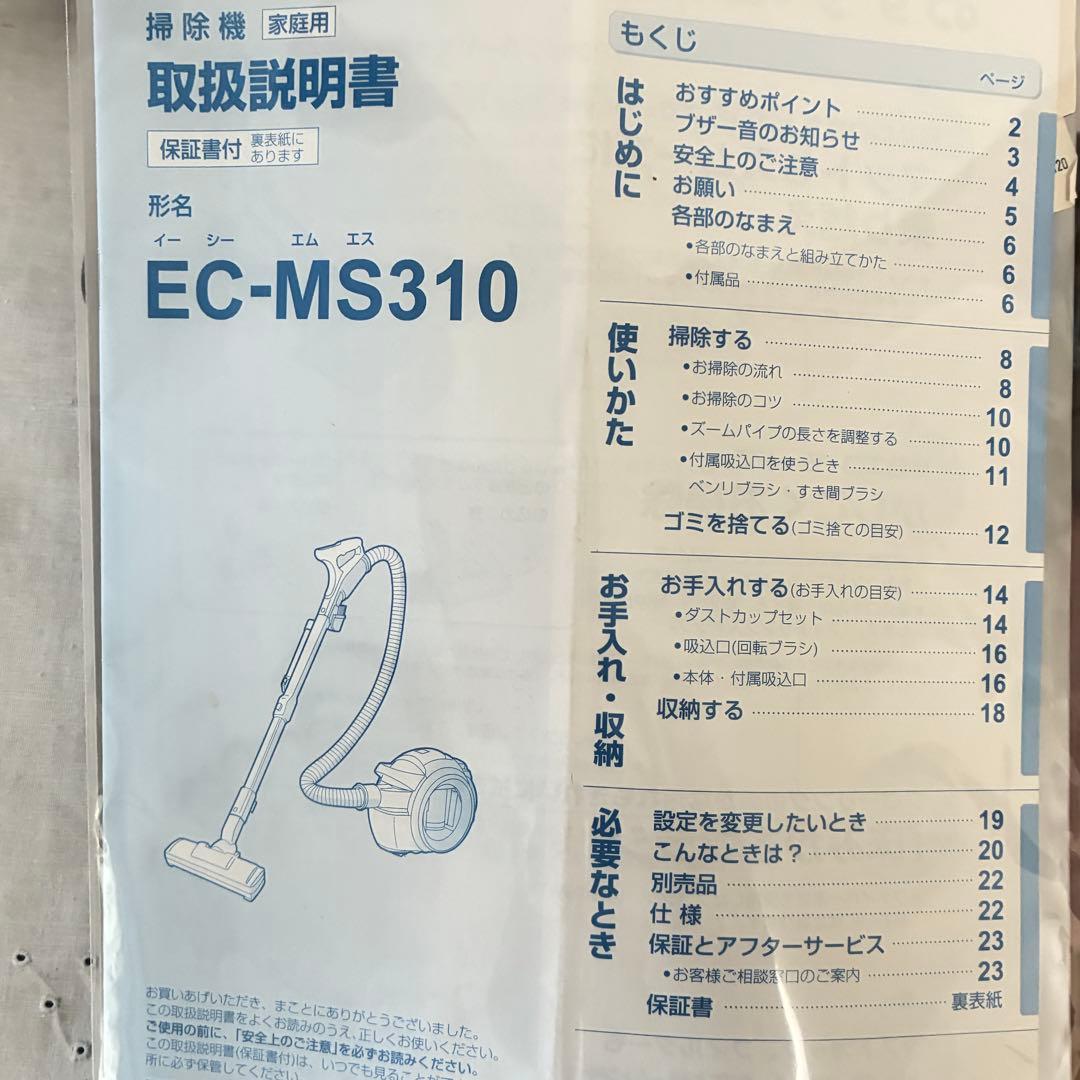 掃除機 家庭用
取扱説明書
保証書付 裏表紙に
あります
形名
イー シー エム エス
EC-MS310
お買いあげいただき、まことにありがとうございました。
この取扱説明書をよくお読みのうえ、正しくお使いください。
ご使用の前に、「安全上のご注意」を必ずお読みください。
この取扱説明書(保証書付)は、いつでも見ることが
所に必ず保管してください。
もくじ
ページ
はじめに
おすすめポイント 2
ブザー音のお知らせ 3
安全上のご注意 4
お願い 5
各部のなまえ 6
•各部のなまえと組み立てかた 6
•付属品 6
使いかた
掃除する 8
•お掃除の流れ 8
•お掃除のコツ 10
•ズームパイプの長さを調整する 10
•付属吸込口を使うとき 11
ベンリブラシ・すき間ブラシ
ゴミを捨てる(ゴミ捨ての目安) 12
お手入れ・収納
お手入れする(お手入れの目安) 14
•ダストカップセット 14
•吸込口(回転ブラシ) 16
•本体・付属吸込口 16
収納する 18
必要なとき
設定を変更したいとき 19
こんなときは? 20
別売品 22
仕様 22
保証とアフターサービス 23
•お客様ご相談窓口のご案内 23
保証書 裏表紙